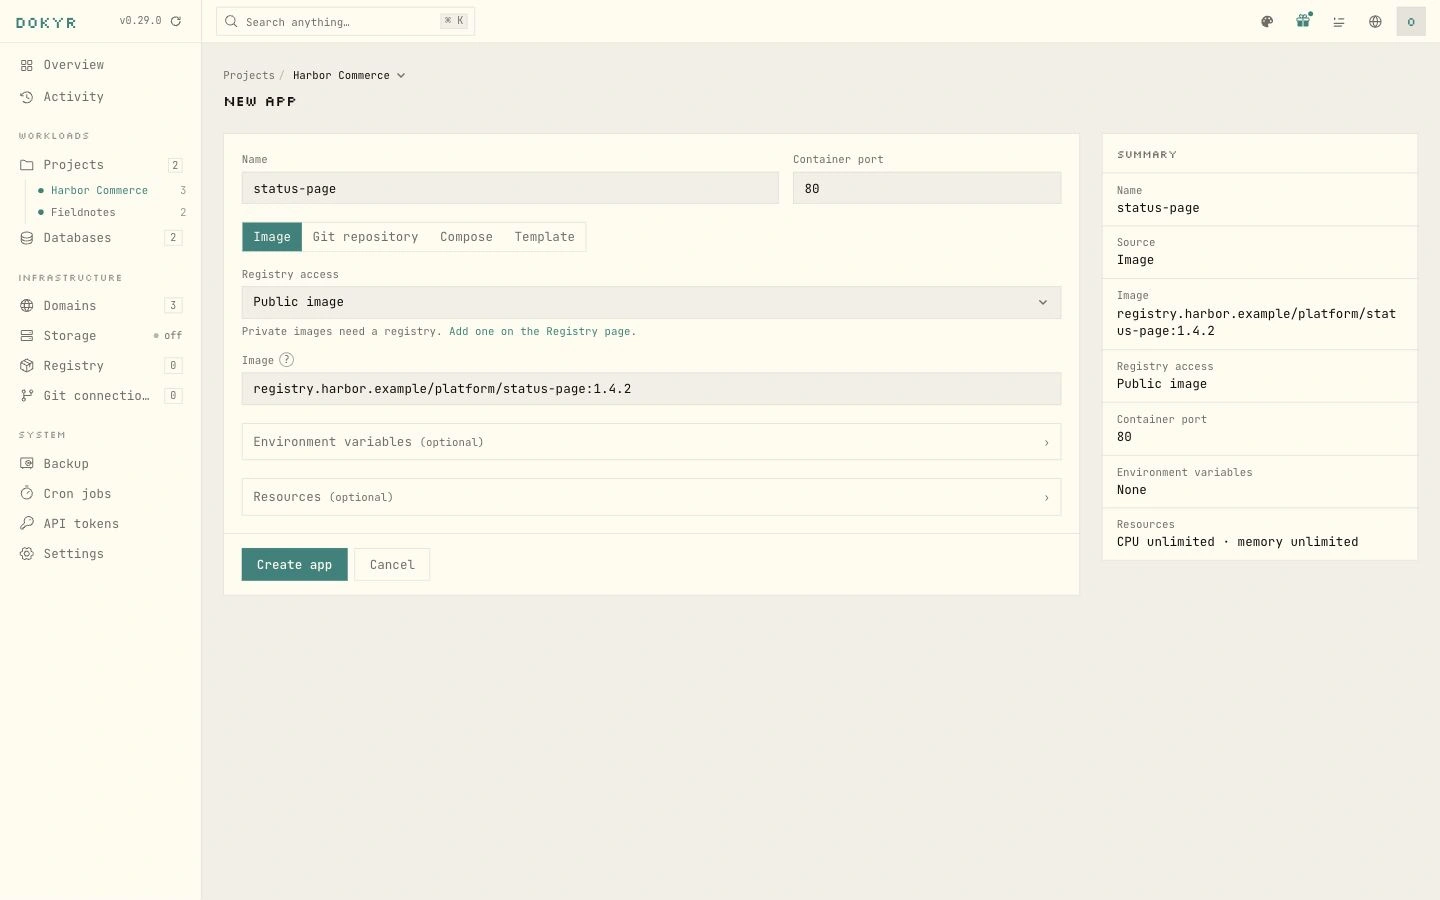 DOKYR
v0.29.0
Search anything…
⌘ K
O
Overview
Activity
WORKLOADS
Projects
2
Harbor Commerce
3
Fieldnotes
2
Databases
2
INFRASTRUCTURE
Domains
3
Storage
off
Registry
0
Git connectio…
0
SYSTEM
Backup
Cron jobs
API tokens
Settings
Projects / Harbor Commerce
NEW APP
Name
status-page
Container port
80
Image
Git repository
Compose
Template
Registry access
Public image
Private images need a registry. Add one on the Registry page.
Image ?
registry.harbor.example/platform/status-page:1.4.2
Environment variables (optional) ›
Resources (optional) ›
Create app
Cancel
SUMMARY
Name
status-page
Source
Image
Image
registry.harbor.example/platform/stat
us-page:1.4.2
Registry access
Public image
Container port
80
Environment variables
None
Resources
CPU unlimited · memory unlimited